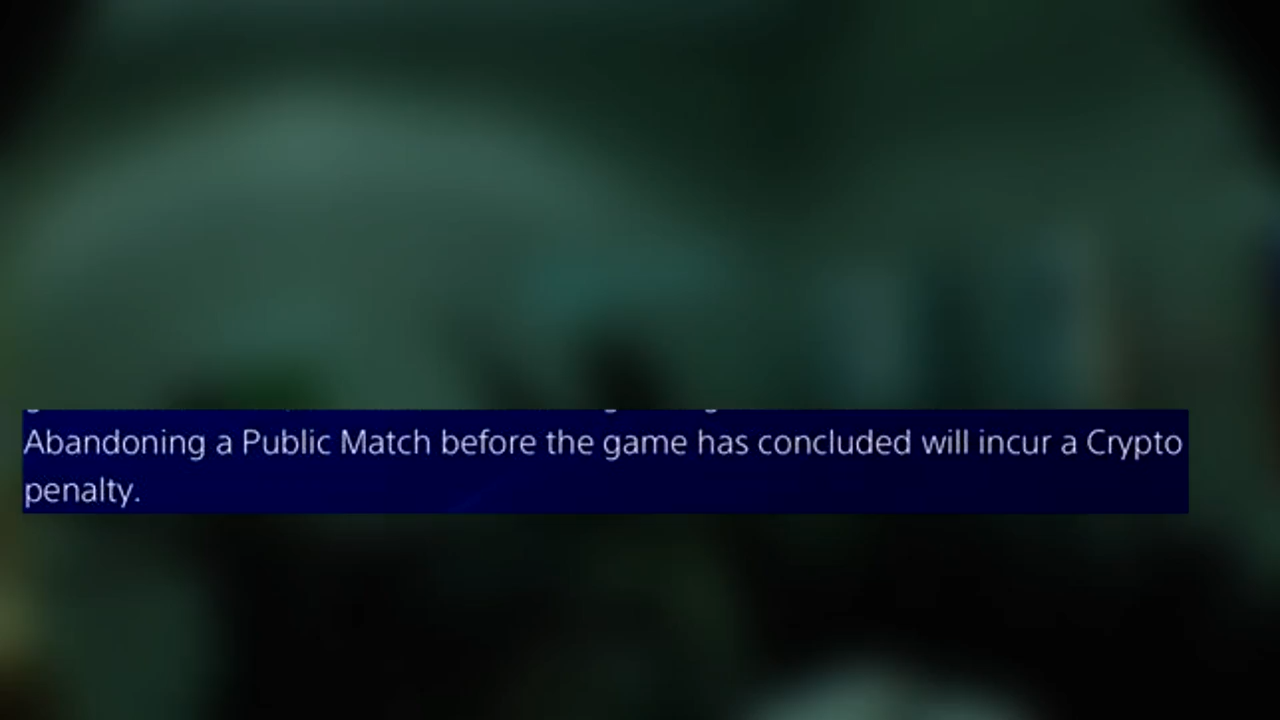 Abandoning a Public Match before the game has concluded will incur a Crypto
penalty.